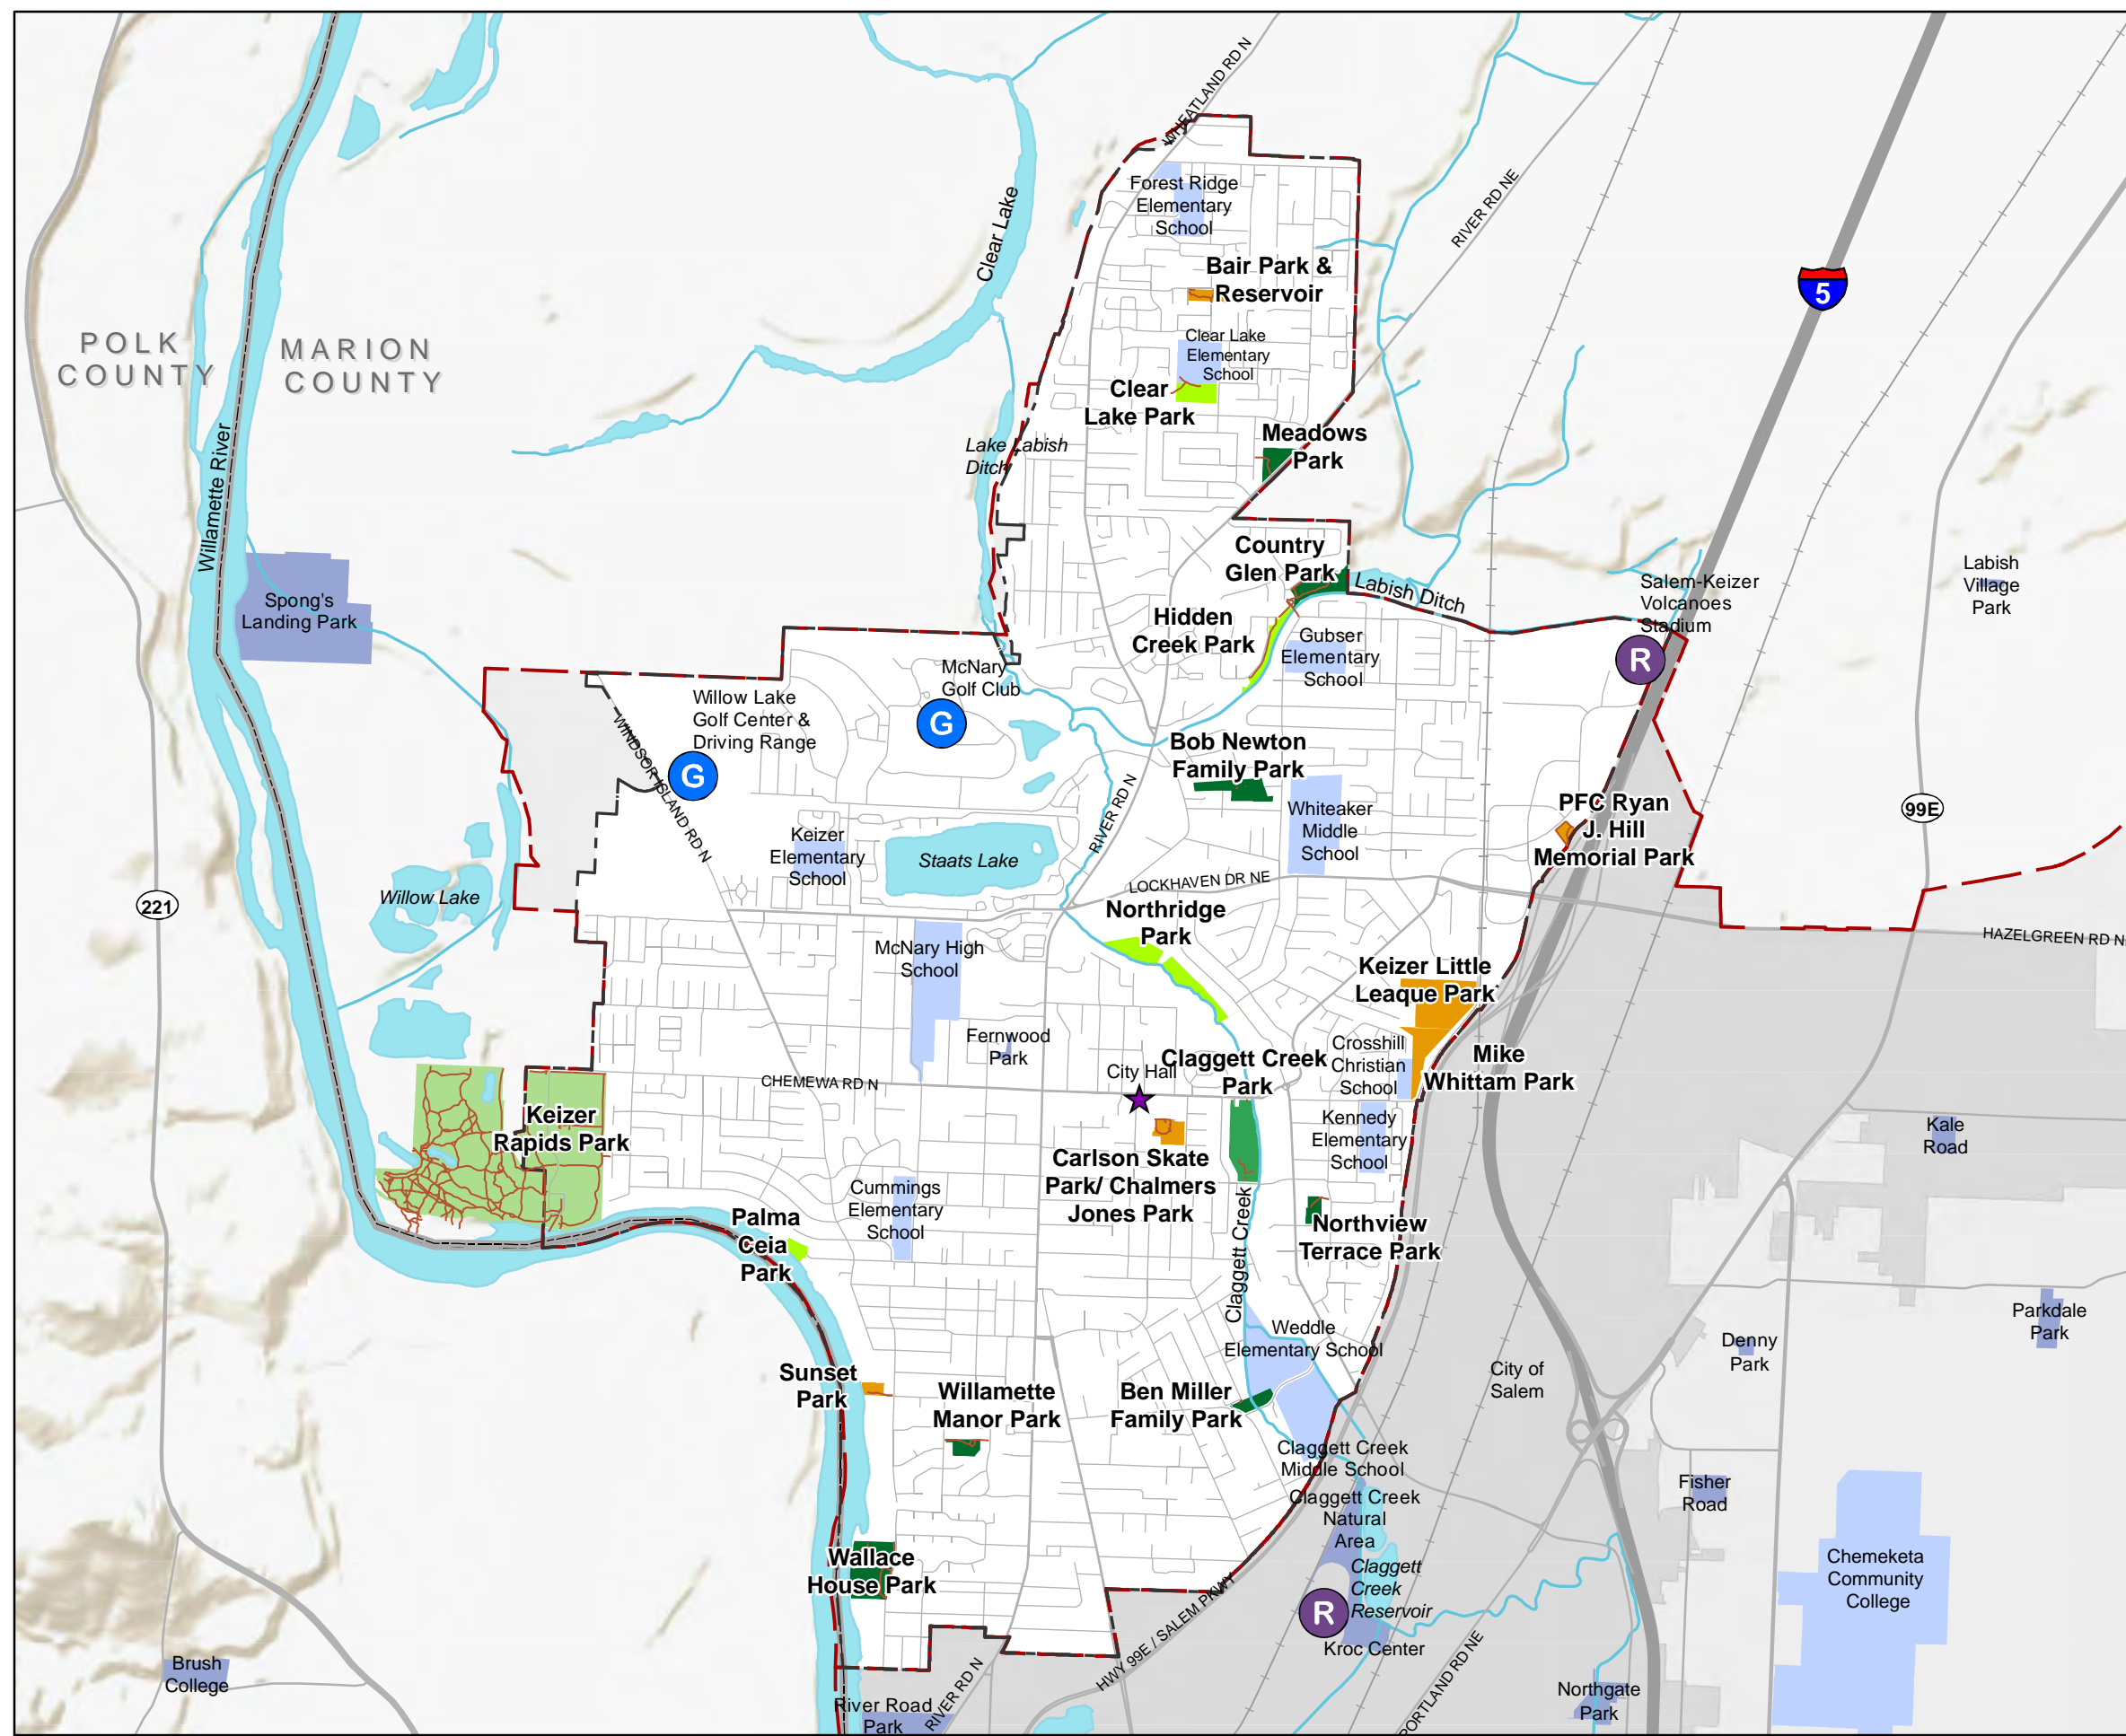 WHEATLAND RD N
Forest Ridge
Elementary
School
RIVER RD NE
Clear Lake
Bair Park &
Reservoir
5
POLK
COUNTY
MARION
COUNTY
Clear Lake
Elementary
School
Clear
Lake Park
Meadows
Park
Lake Labish
Ditch
Willamette River
Country
Glen Park
Labish Ditch
Salem-Keizer
Volcanoes
Stadium
R
Labish
Village
Park
Spong's
Landing Park
Hidden
Creek Park
Gubser
Elementary
School
McNary
Golf Club
G
Willow Lake
Golf Center &
Driving Range
G
WINDSOR ISLAND RD N
Bob Newton
Family Park
RIVER RD N
Whiteaker
Middle
School
PFC Ryan
J. Hill
Memorial Park
99E
Keizer
Elementary
School
Staats Lake
Willow Lake
221
LOCKHAVEN DR NE
Northridge
Park
HAZELGREEN RD N
McNary High
School
Keizer Little
Leaque Park
Fernwood
Park
Crosshill
Christian
School
Mike
Whittam Park
Claggett Creek
Park
City Hall
CHEMEWA RD N
Keizer
Rapids Park
Kennedy
Elementary
School
Kale
Road
Carlson Skate
Park/ Chalmers
Jones Park
Cummings
Elementary
School
Palma
Ceia
Park
Northview
Terrace Park
Claggett Creek
Weddle
Elementary School
Parkdale
Park
Denny
Park
City of
Salem
Sunset
Park
Willamette
Manor Park
Ben Miller
Family Park
Claggett Creek
Middle School
Claggett Creek
Natural
Area
Fisher
Road
Wallace
House Park
Claggett
Creek
Reservoir
R
Kroc Center
Chemeketa
Community
College
HWY 99E / SALEM PKWY
PORTLAND RD NE
Brush
College
River Road
Park
RIVER RD N
Northgate
Park